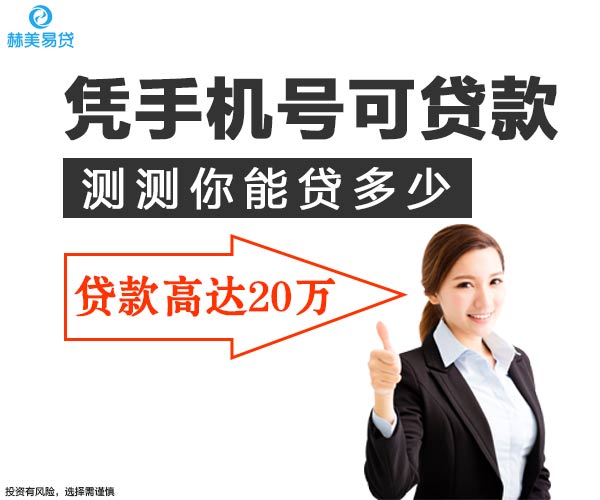 赫美易贷
凭手机号可贷款
测测你能贷多少
贷款高达20万
投资有风险，选择需谨慎